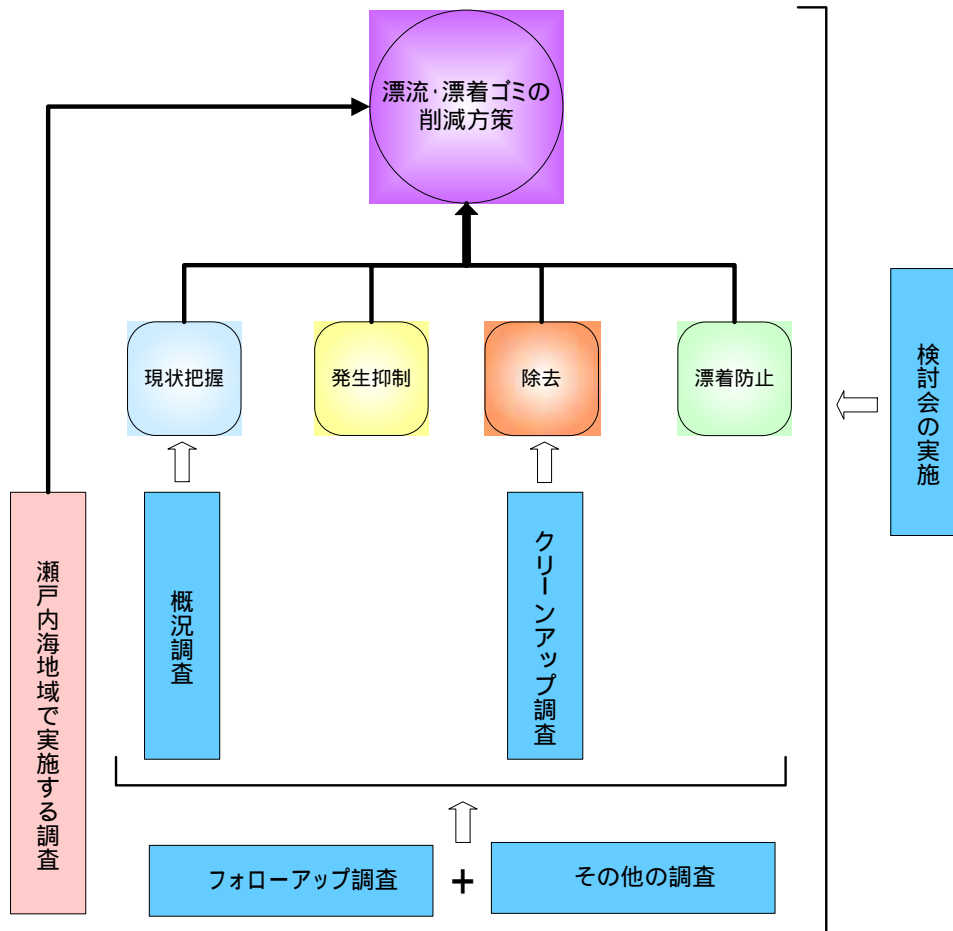 漂流・漂着ゴミの
削減方策
現状把握
発生抑制
除去
漂着防止
検討会の実施
瀬戸内海地域で実施する調査
概況調査
クリーンアップ調査
フォローアップ調査
+
その他の調査